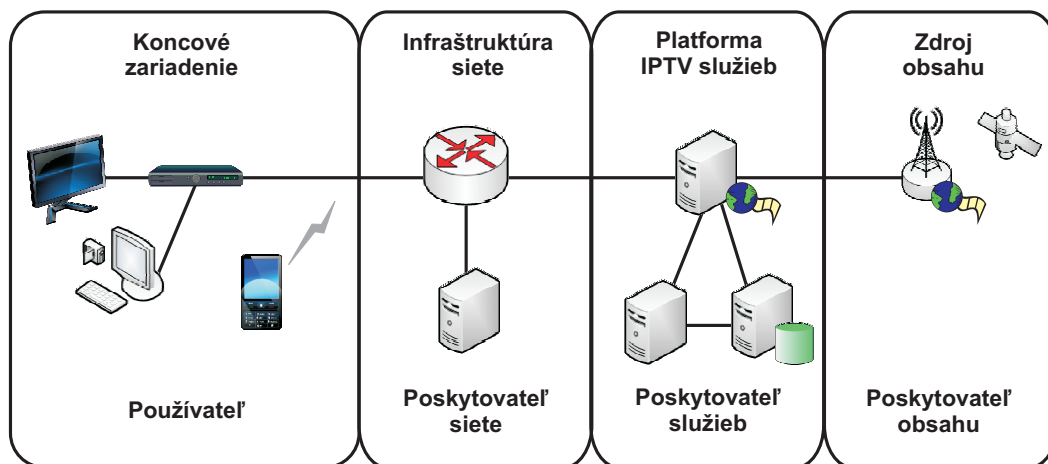 Koncové
zariadenie
Infraštruktúra
siete
Platforma
IPTV služieb
Zdroj
obsahu
Používateľ
Poskytovateľ
siete
Poskytovateľ
služieb
Poskytovateľ
obsahu